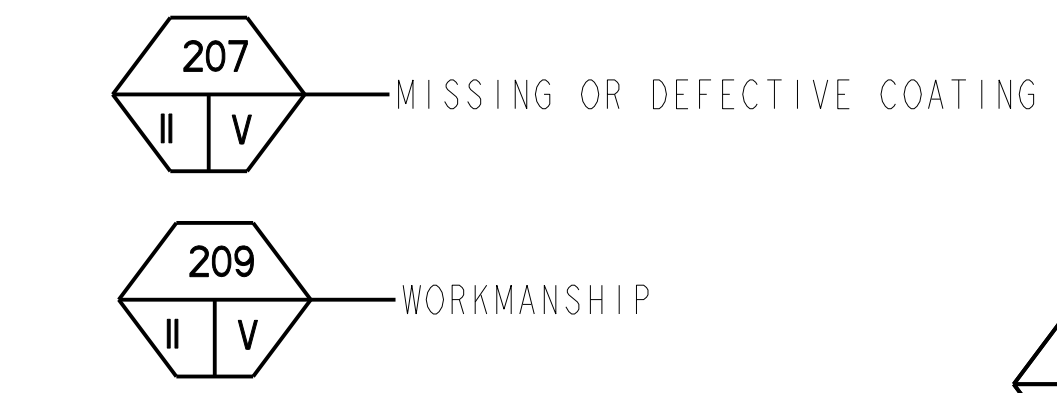 207
MISSING OR DEFECTIVE COATING
II V
209
WORKMANSHIP
II V